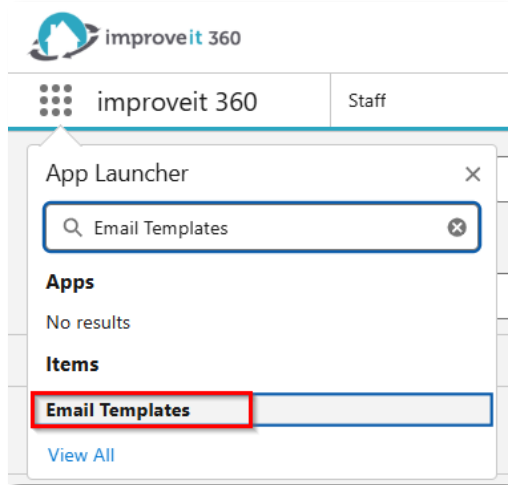 improveit 360
improveit 360
Staff
App Launcher
Email Templates
Apps
No results
Items
Email Templates
View All